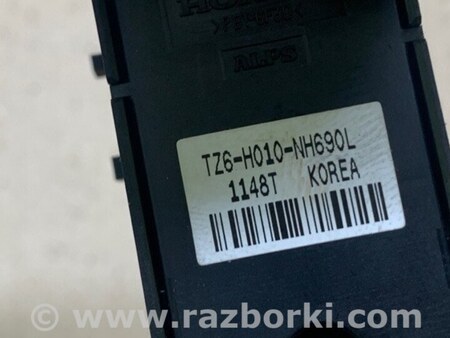 ALPS
TZ6-H010-NH690L
1148T KOREA
© www.razborki.com